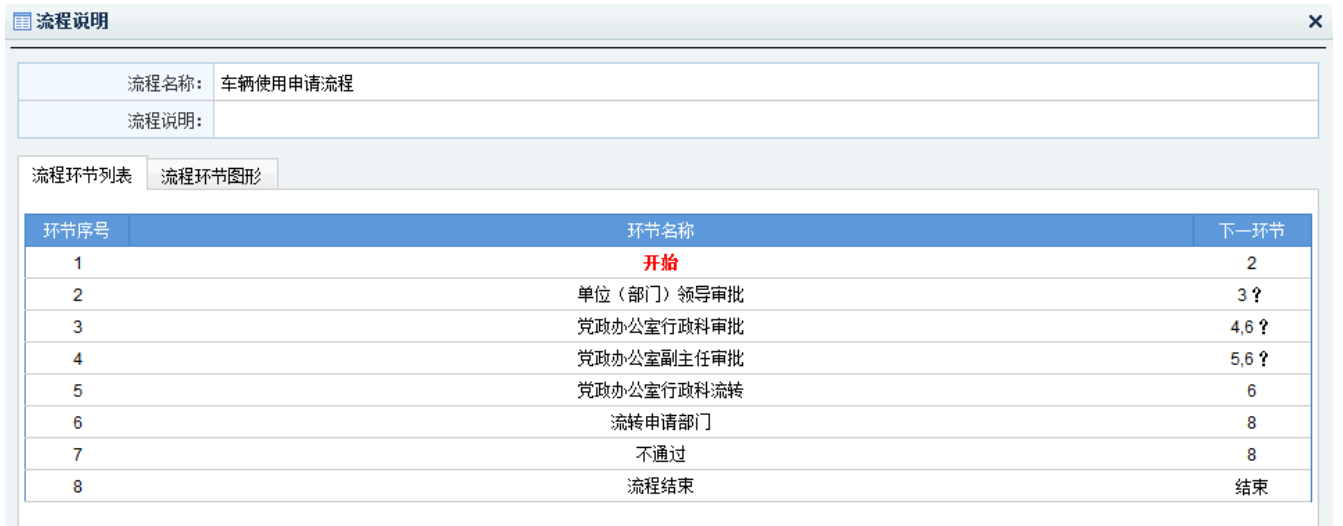 流程说明
流程名称： 车辆使用申请流程
流程说明：
流程环节列表 流程环节图形
环节序号 环节名称 下一环节
1 开始 2
2 单位（部门）领导审批 3？
3 党政办公室行政科审批 4,6？
4 党政办公室副主任审批 5,6？
5 党政办公室行政科流转 6
6 流转申请部门 8
7 不通过 8
8 流程结束 结束